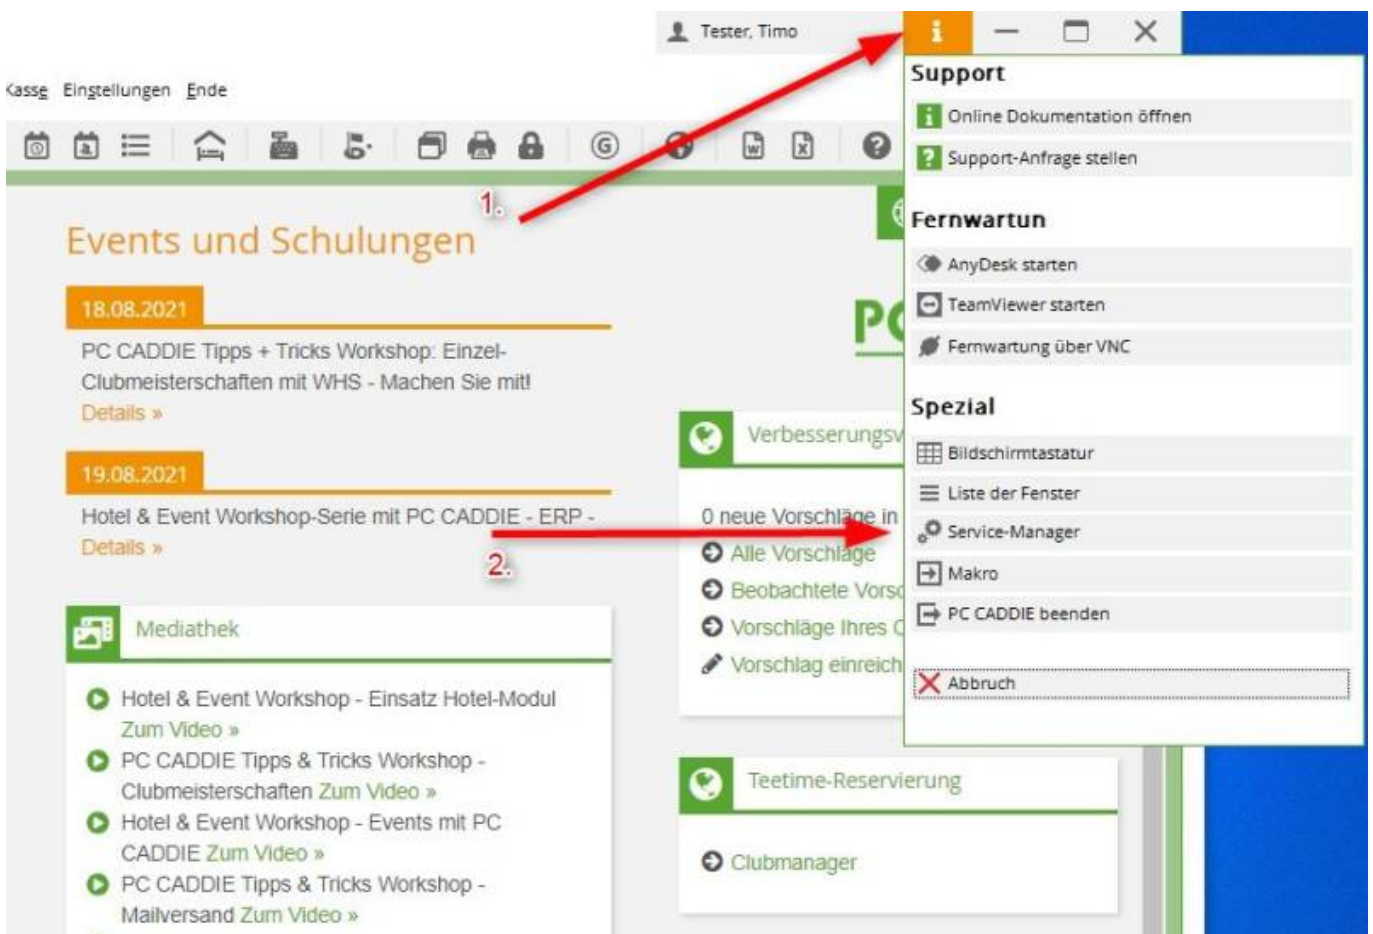 Tester, Timo
Kasse Einstellungen Ende
1.
Events und Schulungen
18.08.2021
PC CADDIE Tipps + Tricks Workshop: Einzel-
Clubmeisterschaften mit WHS - Machen Sie mit!
Details »
19.08.2021
Hotel & Event Workshop-Serie mit PC CADDIE - ERP -
Details »
2.
Mediathek
Hotel & Event Workshop - Einsatz Hotel-Modul
Zum Video »
PC CADDIE Tipps & Tricks Workshop -
Clubmeisterschaften Zum Video »
Hotel & Event Workshop - Events mit PC
CADDIE Zum Video »
PC CADDIE Tipps & Tricks Workshop -
Mailversand Zum Video »
PC
Verbesserungsv
0 neue Vorschläge in
Alle Vorschläge
Beobachtete Vorsc
Vorschläge Ihres C
Vorschlag einreich
Teetime-Reservierung
Clubmanager
Support
Online Dokumentation öffnen
Support-Anfrage stellen
Fernwartun
AnyDesk starten
TeamViewer starten
Fernwartung über VNC
Spezial
Bildschirmtastatur
Liste der Fenster
Service-Manager
Makro
PC CADDIE beenden
Abbruch